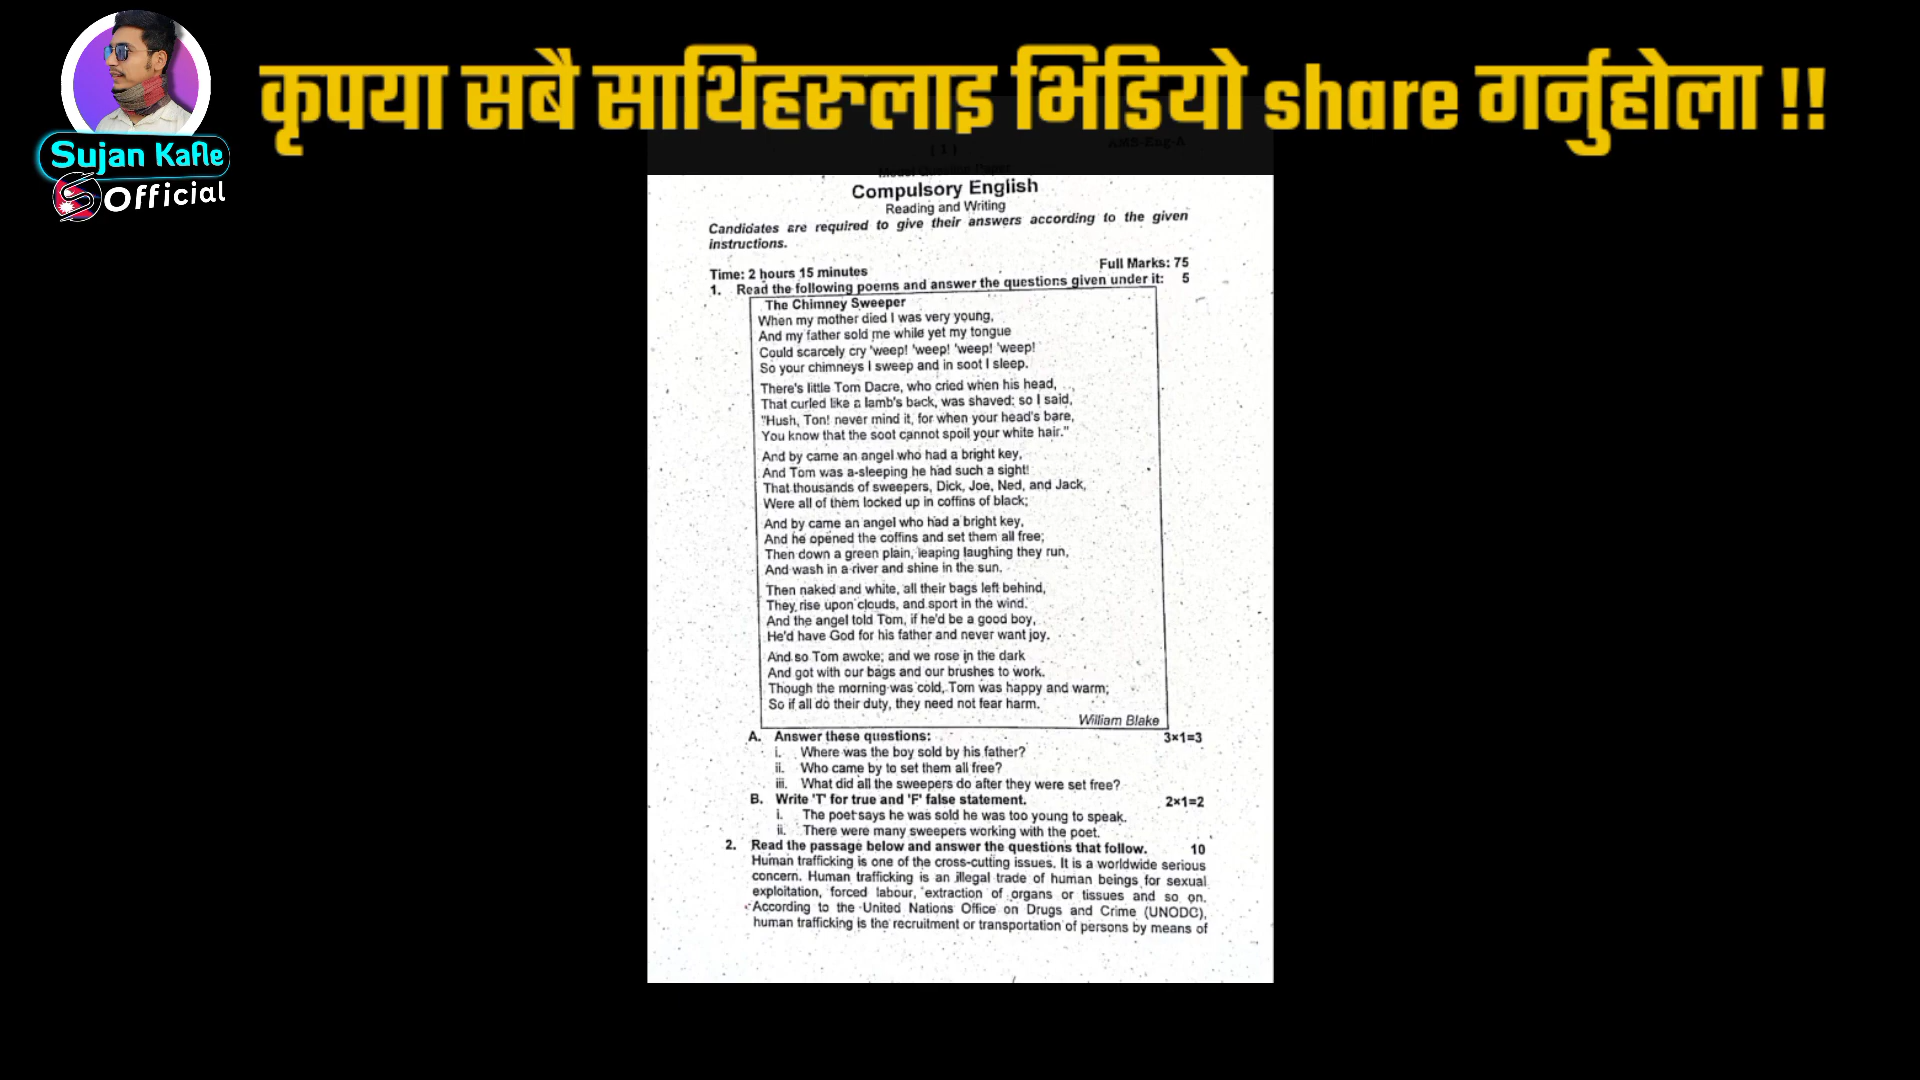 कृपया सबै साथिहरुलाइ भिडियो share गर्नुहोला !!
Sujan Kafle
Official
( 1 )
AMS-Eng-A
Compulsory English
Reading and Writing
Candidates are required to give their answers according to the given
instructions.
Full Marks: 75
Time: 2 hours 15 minutes
1. Read the following poems and answer the questions given under it: 5
The Chimney Sweeper
When my mother died I was very young,
And my father sold me while yet my tongue
Could scarcely cry 'weep! 'weep! 'weep! 'weep!
So your chimneys I sweep and in soot I sleep.
There's little Tom Dacre, who cried when his head,
That curled like a lamb's back, was shaved; so I said,
"Hush, Ton! never mind it, for when your head's bare,
You know that the soot cannot spoil your white hair."
And by came an angel who had a bright key,
And Tom was a-sleeping he had such a sight!
That thousands of sweepers, Dick, Joe, Ned, and Jack,
Were all of them locked up in coffins of black;
And by came an angel who had a bright key,
And he opened the coffins and set them all free;
Then down a green plain, leaping laughing they run,
And wash in a river and shine in the sun.
Then naked and white, all their bags left behind,
They rise upon clouds, and sport in the wind.
And the angel told Tom, if he'd be a good boy,
He'd have God for his father and never want joy.
And so Tom awoke; and we rose in the dark
And got with our bags and our brushes to work.
Though the morning was cold, Tom was happy and warm;
So if all do their duty, they need not fear harm.
William Blake
A. Answer these questions: 3×1=3
i. Where was the boy sold by his father?
ii. Who came by to set them all free?
iii. What did all the sweepers do after they were set free?
B. Write 'T' for true and 'F' false statement. 2×1=2
i. The poet says he was sold he was too young to speak.
ii. There were many sweepers working with the poet.
2. Read the passage below and answer the questions that follow. 10
Human trafficking is one of the cross-cutting issues. It is a worldwide serious
concern. Human trafficking is an illegal trade of human beings for sexual
exploitation, forced labour, extraction of organs or tissues and so on.
According to the United Nations Office on Drugs and Crime (UNODC),
human trafficking is the recruitment or transportation of persons by means of